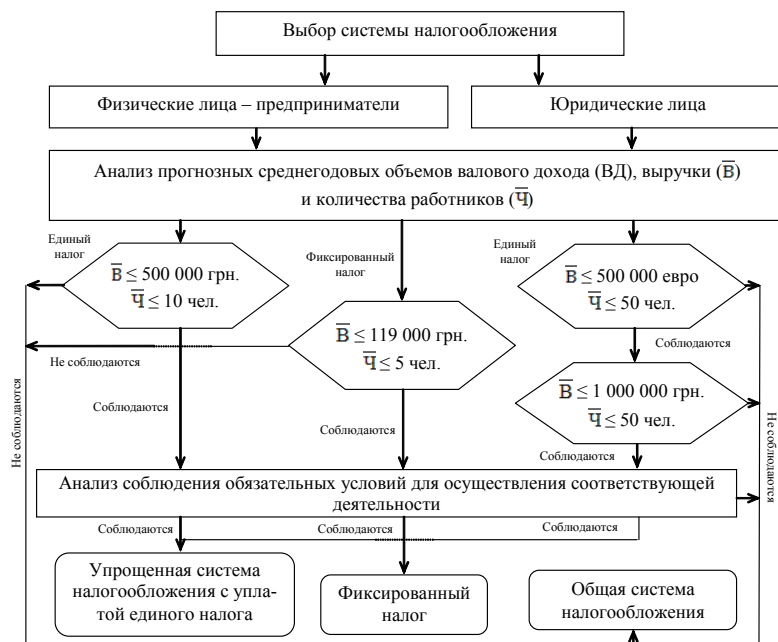 Выбор системы налогообложения
Физические лица – предприниматели
Юридические лица
Анализ прогнозных среднегодовых объемов валового дохода (ВД), выручки (B̅)
и количества работников (Ч̅)
Единый
налог
B̅ ≤ 500 000 грн.
Ч̅ ≤ 10 чел.
Фиксированный
налог
B̅ ≤ 119 000 грн.
Ч̅ ≤ 5 чел.
Единый
налог
B̅ ≤ 500 000 евро
Ч̅ ≤ 50 чел.
Соблюдаются
B̅ ≤ 1 000 000 грн.
Ч̅ ≤ 50 чел.
Не соблюдаются
Не соблюдаются
Не соблюдаются
Соблюдаются
Соблюдаются
Соблюдаются
Анализ соблюдения обязательных условий для осуществления соответствующей
деятельности
Соблюдаются
Соблюдаются
Соблюдаются
Упрощенная система
налогообложения с упла-
той единого налога
Фиксированный
налог
Общая система
налогообложения